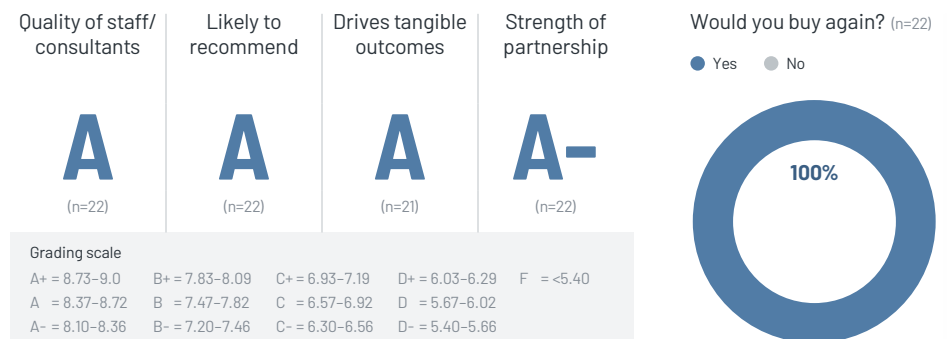 Quality of staff/
consultants
Likely to
recommend
Drives tangible
outcomes
Strength of
partnership
A
A
A
A-
(n=22)
(n=22)
(n=21)
(n=22)
Grading scale
A+ = 8.73–9.0 B+ = 7.83–8.09 C+ = 6.93–7.19 D+ = 6.03–6.29 F = <5.40
A = 8.37–8.72 B = 7.47–7.82 C = 6.57–6.92 D = 5.67–6.02
A- = 8.10–8.36 B- = 7.20–7.46 C- = 6.30–6.56 D- = 5.40–5.66
Would you buy again? (n=22)
Yes No
100%